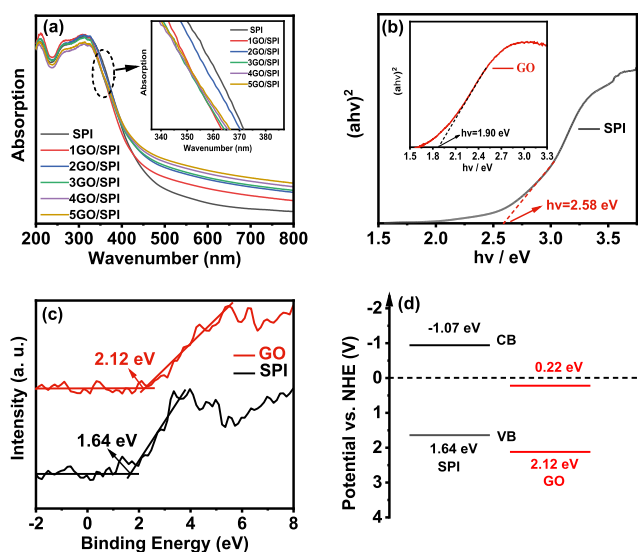 (a)
SPI
1GO/SPI
2GO/SPI
3GO/SPI
4GO/SPI
5GO/SPI
Absorption
340 350 360 370 380
Wavenumber (nm)
SPI
1GO/SPI
2GO/SPI
3GO/SPI
4GO/SPI
5GO/SPI
Absorption
200 300 400 500 600 700 800
Wavenumber (nm)
(b)
GO
(ahv)²
hv=1.90 eV
1.5 1.8 2.1 2.4 2.7 3.0 3.3
hv / eV
SPI
(ahv)²
hv=2.58 eV
1.5 2.0 2.5 3.0 3.5
hv / eV
(c)
GO
SPI
2.12 eV
1.64 eV
Intensity (a. u.)
-2 0 2 4 6 8
Binding Energy (eV)
(d)
Potential vs. NHE (V)
-2
-1
0
1
2
3
4
-1.07 eV
CB
0.22 eV
VB
1.64 eV
SPI
2.12 eV
GO